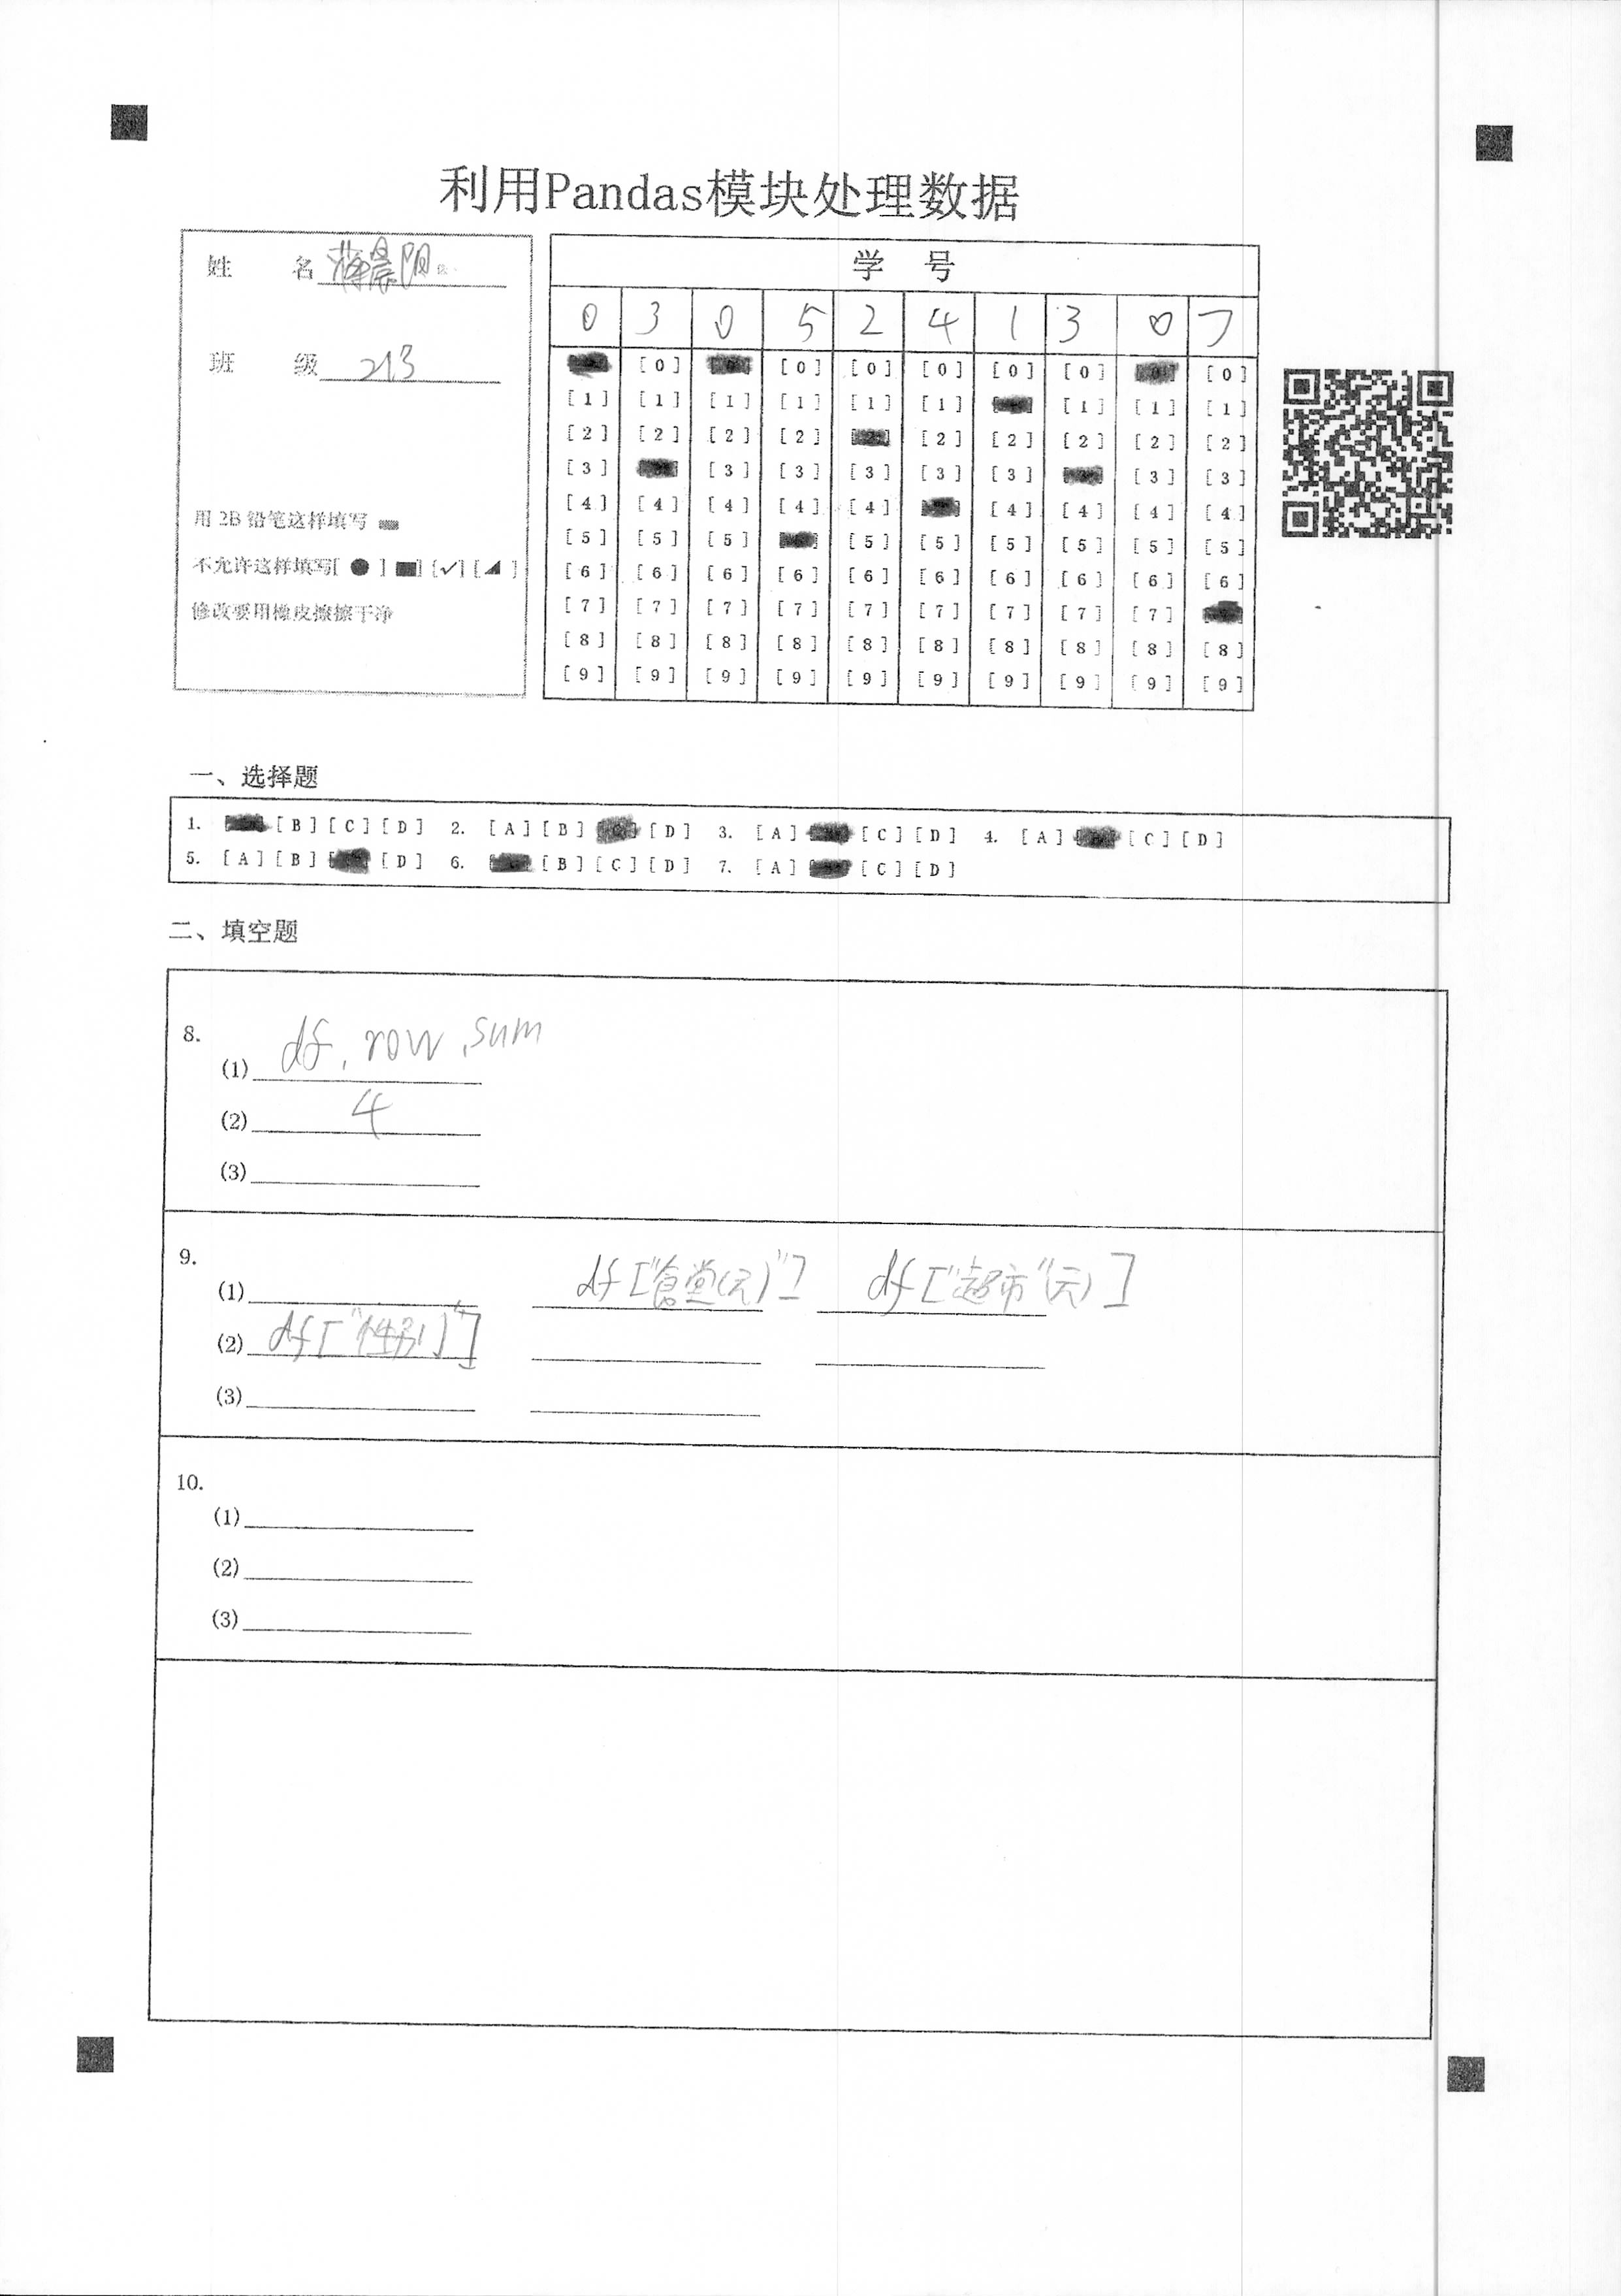 利用Pandas模块处理数据
姓 名 蒋晨阳
班 级 213
用 2B 铅笔这样填写
不允许这样填写[ ● ] [■] [✓] [◢ ]
修改要用橡皮擦擦干净
学 号
0 3 0 5 2 4 1 3 0 7
[0] [0] [0] [0] [0] [0] [0]
[1] [1] [1] [1] [1] [1] [1] [1] [1]
[2] [2] [2] [2] [2] [2] [2] [2] [2]
[3] [3] [3] [3] [3] [3] [3] [3]
[4] [4] [4] [4] [4] [4] [4] [4] [4]
[5] [5] [5] [5] [5] [5] [5] [5] [5]
[6] [6] [6] [6] [6] [6] [6] [6] [6] [6]
[7] [7] [7] [7] [7] [7] [7] [7] [7]
[8] [8] [8] [8] [8] [8] [8] [8] [8] [8]
[9] [9] [9] [9] [9] [9] [9] [9] [9] [9]
一、选择题
1. [B] [C] [D] 2. [A] [B] [D] 3. [A] [C] [D] 4. [A] [C] [D]
5. [A] [B] [D] 6. [B] [C] [D] 7. [A] [C] [D]
二、填空题
8.
(1) df.row.sum
(2) 4
(3)
9.
(1) df["食堂(元)"] df["超市"(元)]
(2) df["性别"]
(3)
10.
(1)
(2)
(3)